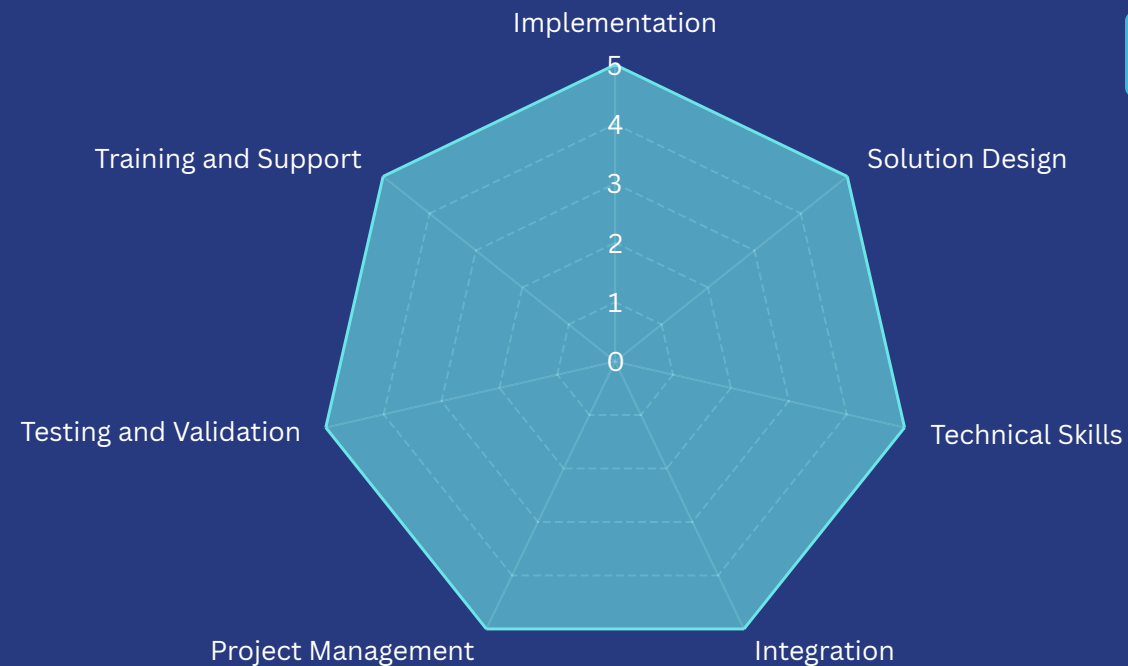 Implementation
5
Training and Support
Solution Design
4
3
2
1
0
Testing and Validation
Technical Skills
Project Management
Integration